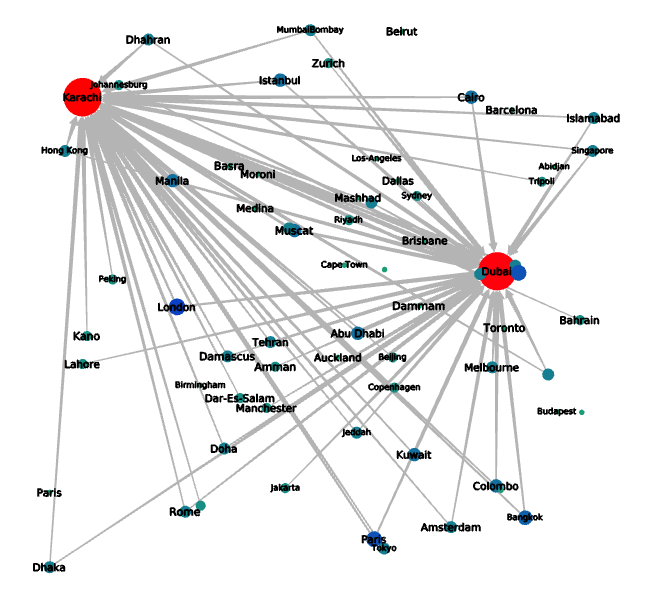 MumbaiBombay
Beirut
Dhahran
Zurich
Istanbul
Johannesburg
Karachi
Cairo
Barcelona
Islamabad
Hong Kong
Singapore
Los-Angeles
Basra
Abidjan
Moroni
Manila
Dallas
Tripoli
Sydney
Mashhad
Medina
Riyadh
Muscat
Brisbane
Cape Town
Dubai
Peking
London
Dammam
Bahrain
Toronto
Kano
Abu Dhabi
Tehran
Damascus
Auckland
Beijing
Lahore
Amman
Melbourne
Birmingham
Copenhagen
Dar-Es-Salam
Manchester
Budapest
Jeddah
Doha
Kuwait
Jakarta
Colombo
Paris
Rome
Bangkok
Amsterdam
Paris
Tokyo
Dhaka